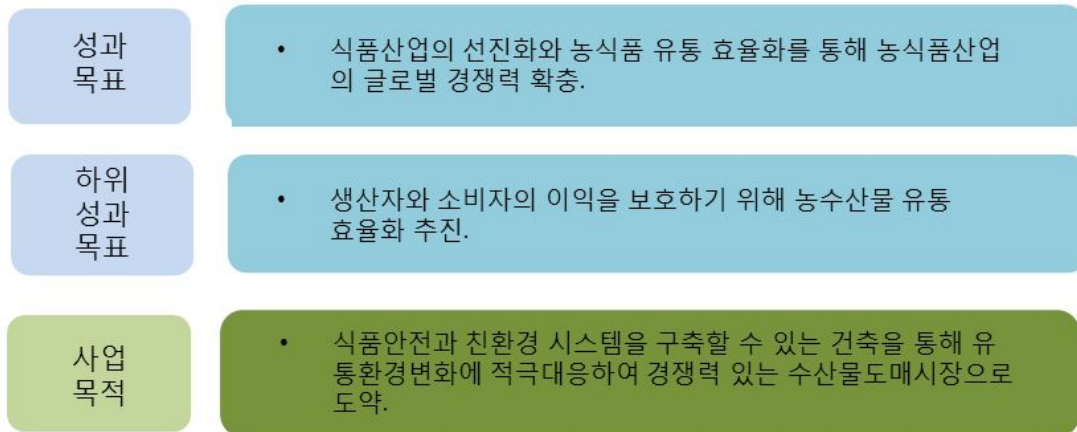 성과
목표
• 식품산업의 선진화와 농식품 유통 효율화를 통해 농식품산업
의 글로벌 경쟁력 확충.
하위
성과
목표
• 생산자와 소비자의 이익을 보호하기 위해 농수산물 유통
효율화 추진.
사업
목적
• 식품안전과 친환경 시스템을 구축할 수 있는 건축을 통해 유
통환경변화에 적극대응하여 경쟁력 있는 수산물도매시장으로
도약.